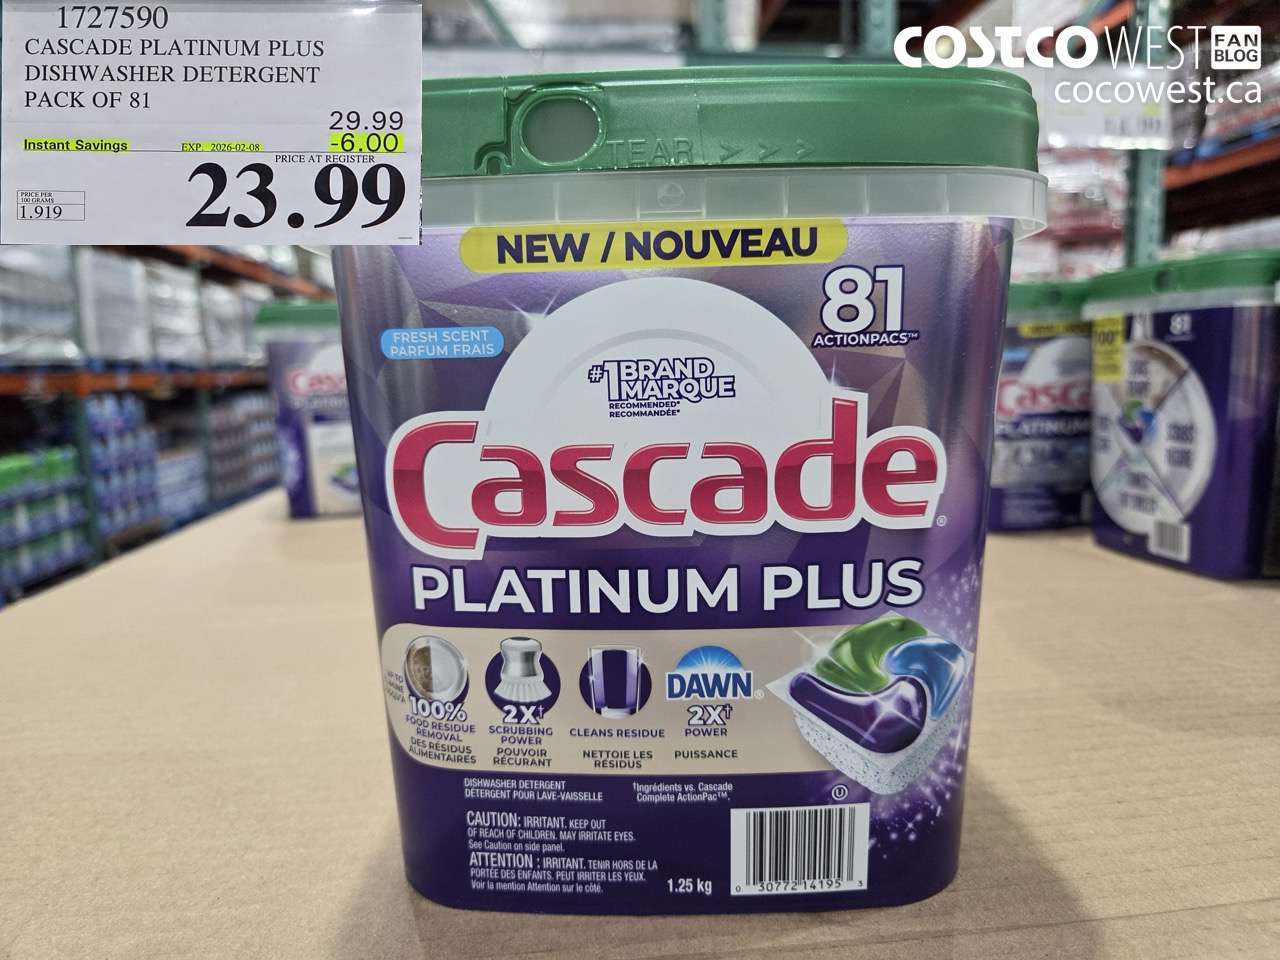 1727590
CASCADE PLATINUM PLUS
DISHWASHER DETERGENT
PACK OF 81
29.99
Instant Savings EXP. 2026-02-08 -6.00
PRICE AT REGISTER
23.99
PRICE PER
100 GRAMS
1.919
COSTCO WEST FAN BLOG
cocowest.ca
TEAR > > >
NEW / NOUVEAU
81
ACTIONPACS™
FRESH SCENT
PARFUM FRAIS
#1 BRAND
MARQUE
RECOMMENDED*
RECOMMANDÉE*
Cascade®
PLATINUM PLUS
UP TO
100%
FOOD RESIDUE
REMOVAL
DES RÉSIDUS
ALIMENTAIRES
2X†
SCRUBBING
POWER
POUVOIR
RÉCURANT
CLEANS RESIDUE
NETTOIE LES
RÉSIDUS
DAWN®
2X†
POWER
PUISSANCE
DISHWASHER DETERGENT
DÉTERGENT POUR LAVE-VAISSELLE
†Ingrédients vs. Cascade
Complete ActionPac™.
CAUTION: IRRITANT. KEEP OUT
OF REACH OF CHILDREN. MAY IRRITATE EYES.
See Caution on side panel.
ATTENTION : IRRITANT. TENIR HORS DE LA
PORTÉE DES ENFANTS. PEUT IRRITER LES YEUX.
Voir la mention Attention sur le côté.
1.25 kg
U
0 30772 14195 3
Cascade
PLATINUM
81